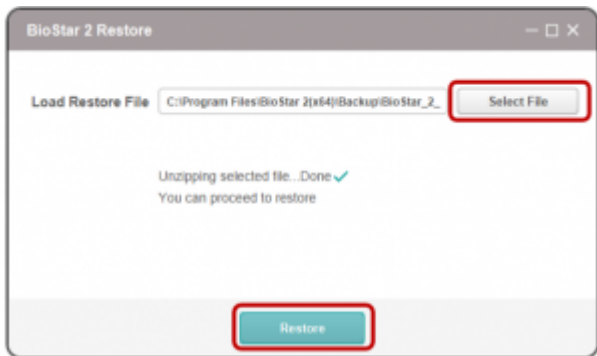 BioStar 2 Restore
Load Restore File C:\Program Files\BioStar 2(x64)\Backup\BioStar_2_ Select File
Unzipping selected file...Done
You can proceed to restore
Restore